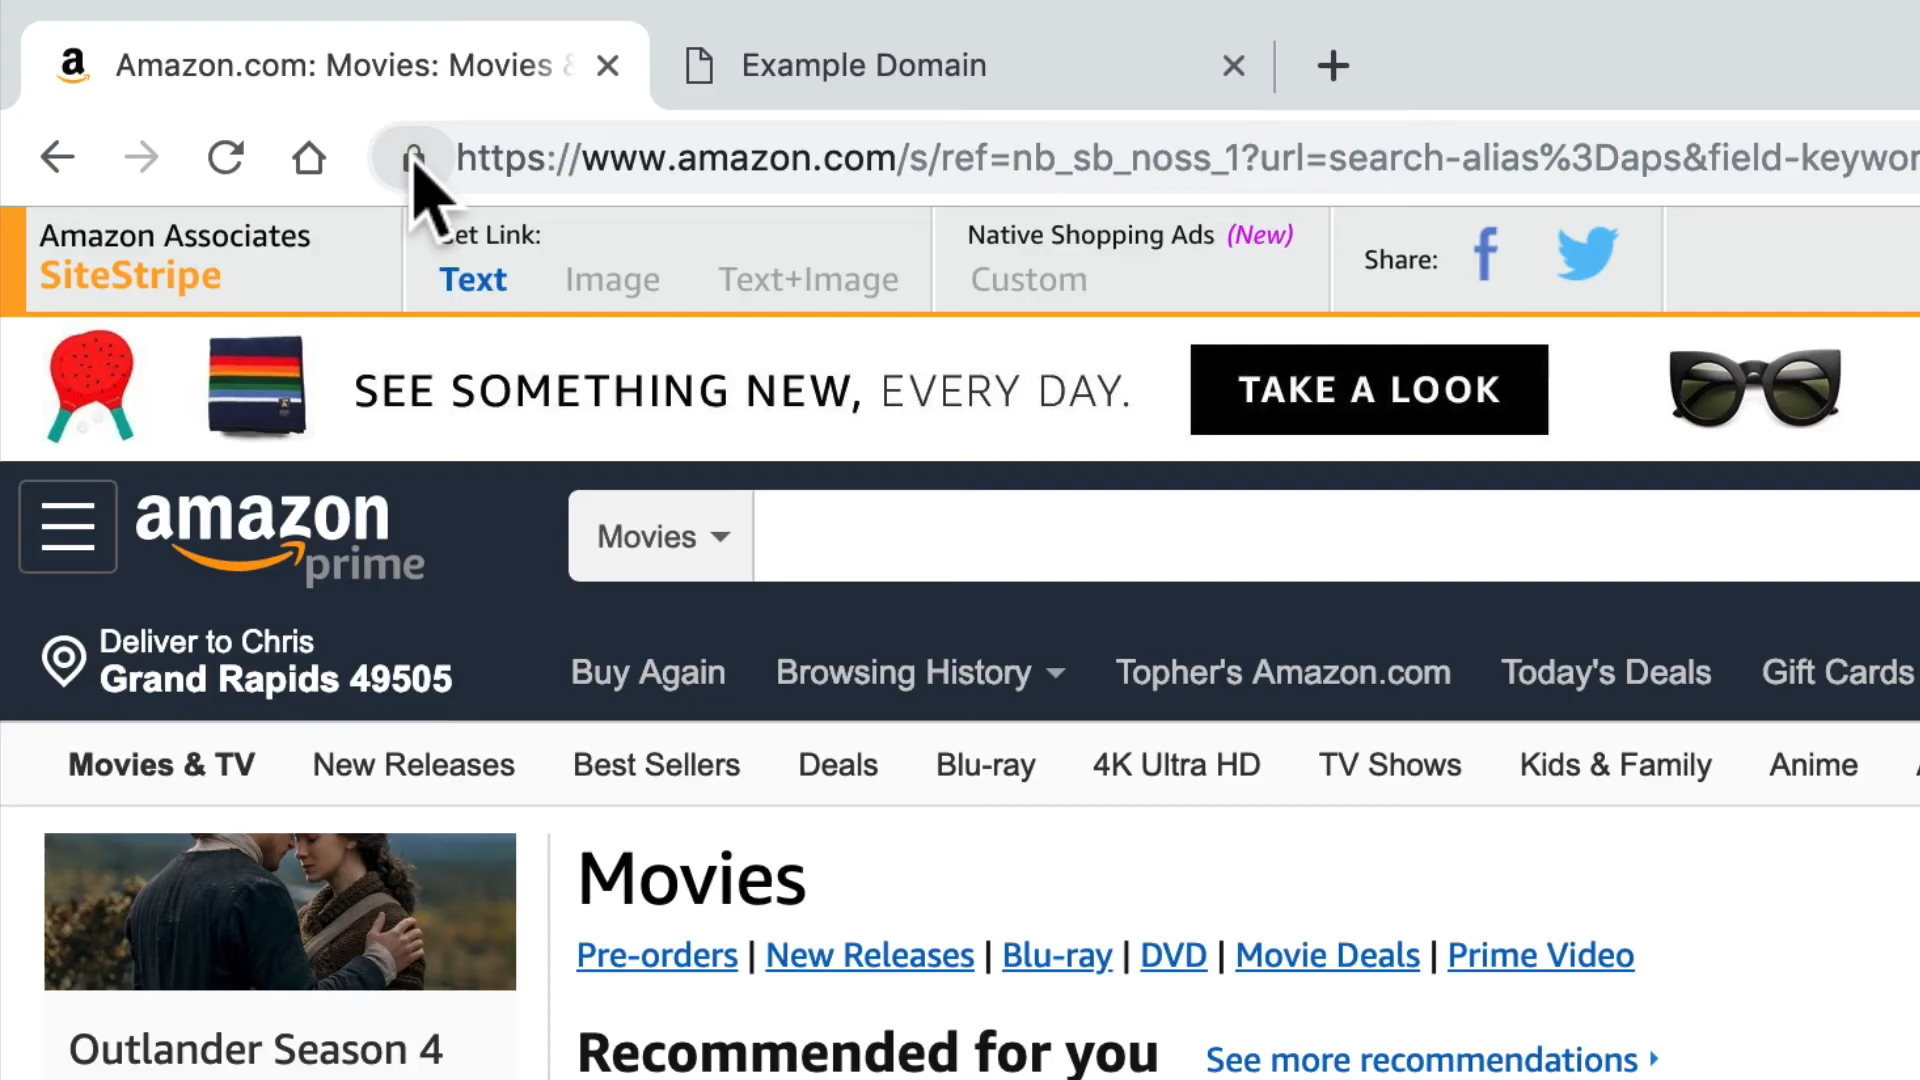 a Amazon.com: Movies: Movies Example Domain
https://www.amazon.com/s/ref=nb_sb_noss_1?url=search-alias%3Daps&field-keywor
Amazon Associates
SiteStripe
Get Link:
Text Image Text+Image
Native Shopping Ads (New)
Custom
Share:
SEE SOMETHING NEW, EVERY DAY. TAKE A LOOK
amazon prime
Movies
Deliver to Chris
Grand Rapids 49505
Buy Again Browsing History Topher's Amazon.com Today's Deals Gift Cards
Movies & TV New Releases Best Sellers Deals Blu-ray 4K Ultra HD TV Shows Kids & Family Anime
Movies
Pre-orders | New Releases | Blu-ray | DVD | Movie Deals | Prime Video
Outlander Season 4
Recommended for you See more recommendations